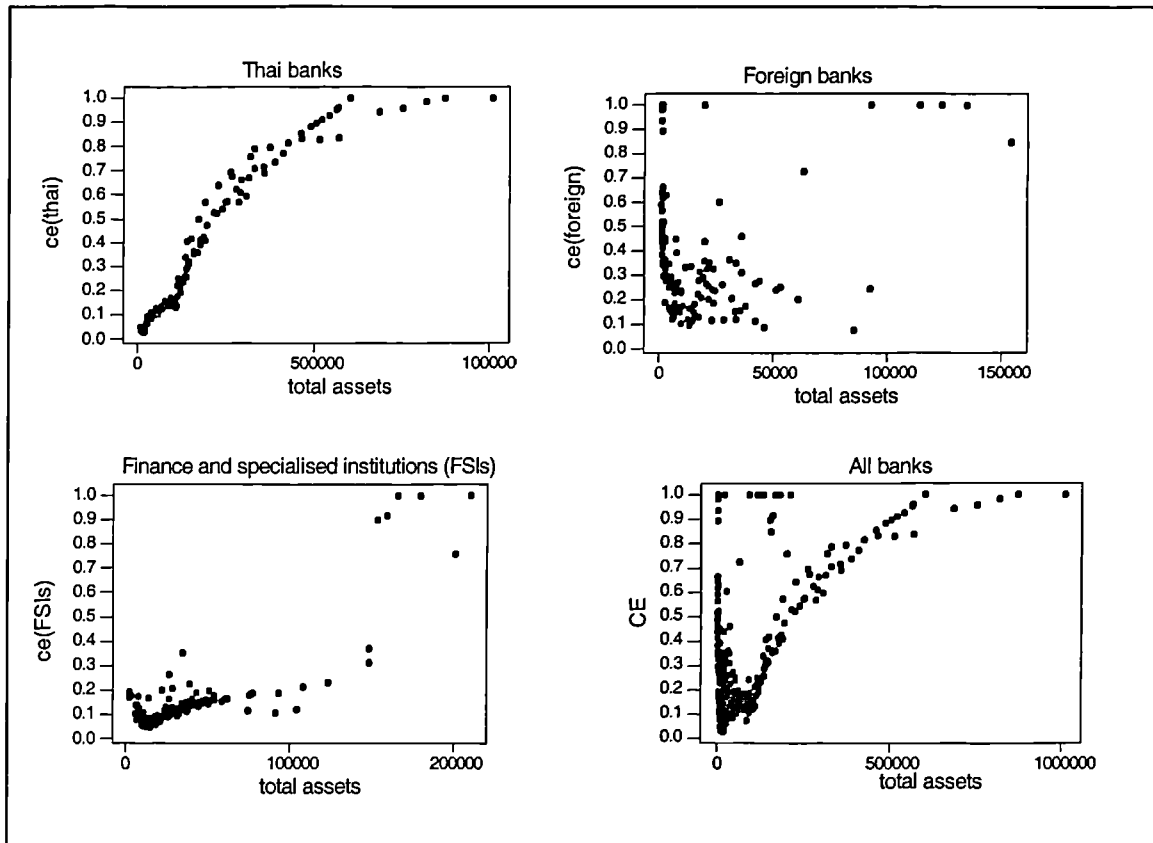 Thai banks
ce(thai)
1.0
0.9
0.8
0.7
0.6
0.5
0.4
0.3
0.2
0.1
0.0
0 500000 1000000
total assets
Foreign banks
ce(foreign)
1.0
0.9
0.8
0.7
0.6
0.5
0.4
0.3
0.2
0.1
0.0
0 50000 100000 150000
total assets
Finance and specialised institutions (FSIs)
ce(FSIs)
1.0
0.9
0.8
0.7
0.6
0.5
0.4
0.3
0.2
0.1
0.0
0 100000 200000
total assets
All banks
CE
1.0
0.9
0.8
0.7
0.6
0.5
0.4
0.3
0.2
0.1
0.0
0 500000 1000000
total assets